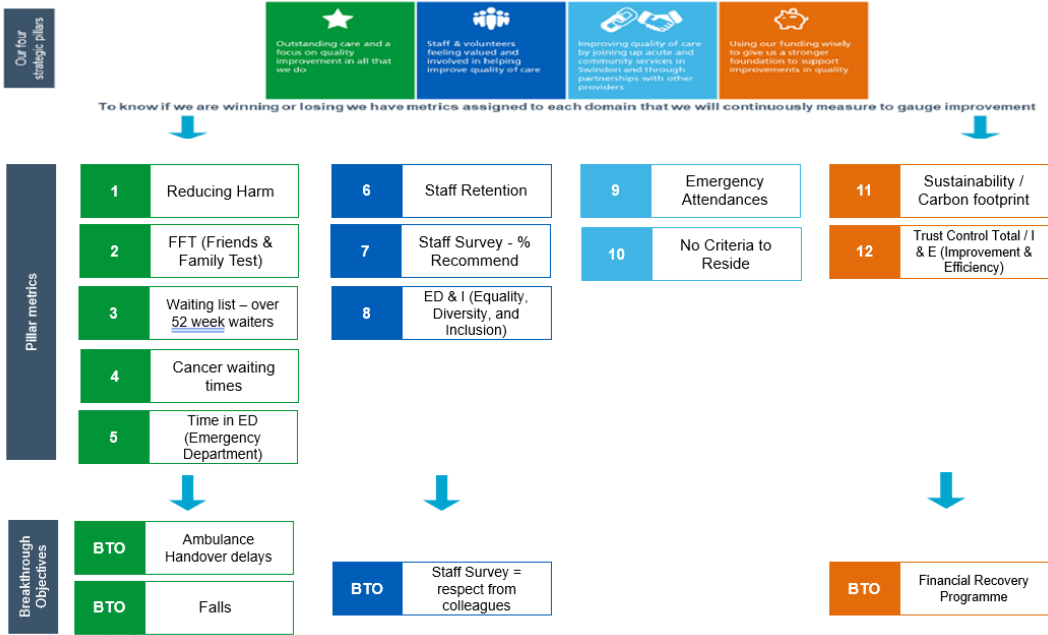 Our four
strategic pillars
Outstanding care and a
focus on quality
improvement in all that
we do
Staff & volunteers
feeling valued and
involved in helping
improve quality of care
Improving quality of care
by joining up acute and
community services in
Swindon and through
partnerships with other
providers
Using our funding wisely
to give us a stronger
foundation to support
improvements in quality
To know if we are winning or losing we have metrics assigned to each domain that we will continuously measure to gauge improvement
Pillar metrics
1
Reducing Harm
2
FFT (Friends &
Family Test)
3
Waiting list – over
52 week waiters
4
Cancer waiting
times
5
Time in ED
(Emergency
Department)
6
Staff Retention
7
Staff Survey - %
Recommend
8
ED & I (Equality,
Diversity, and
Inclusion)
9
Emergency
Attendances
10
No Criteria to
Reside
11
Sustainability /
Carbon footprint
12
Trust Control Total / I
& E (Improvement &
Efficiency)
Breakthrough
Objectives
BTO
Ambulance
Handover delays
BTO
Falls
BTO
Staff Survey =
respect from
colleagues
BTO
Financial Recovery
Programme